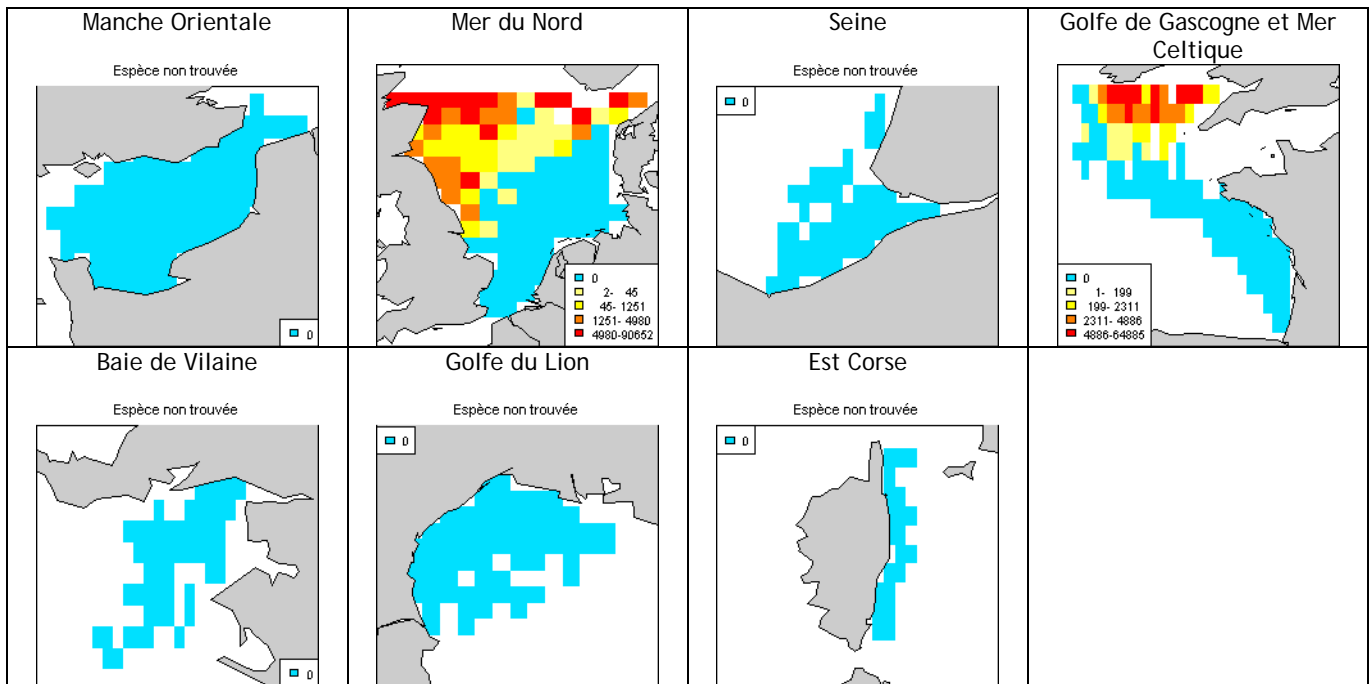 Manche Orientale
Espèce non trouvée
0
Mer du Nord
0
2- 45
45- 1251
1251- 4980
4980-90652
Seine
Espèce non trouvée
0
Golfe de Gascogne et Mer
Celtique
0
1- 199
199- 2311
2311- 4886
4886-64885
Baie de Vilaine
Espèce non trouvée
0
Golfe du Lion
Espèce non trouvée
0
Est Corse
Espèce non trouvée
0